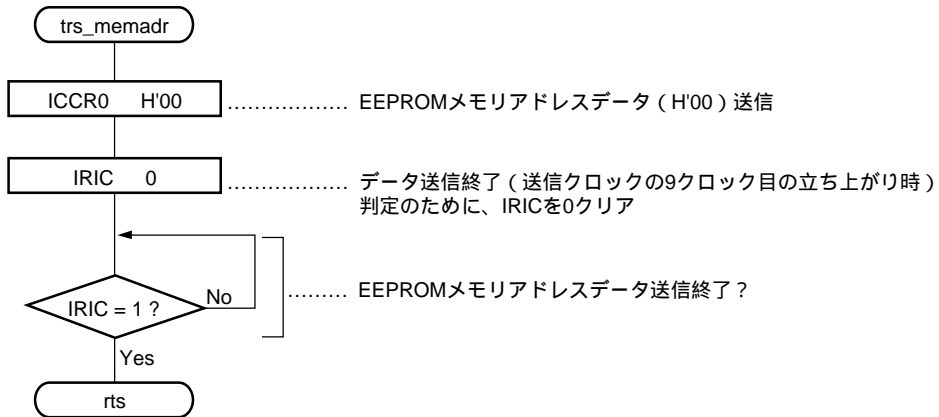 trs_memadr
ICCR0 H'00 .................. EEPROMメモリアドレスデータ（H'00）送信
IRIC 0 .................. データ送信終了（送信クロックの9クロック目の立ち上がり時）
判定のために、IRICを0クリア
IRIC = 1 ? No ......... EEPROMメモリアドレスデータ送信終了？
Yes
rts